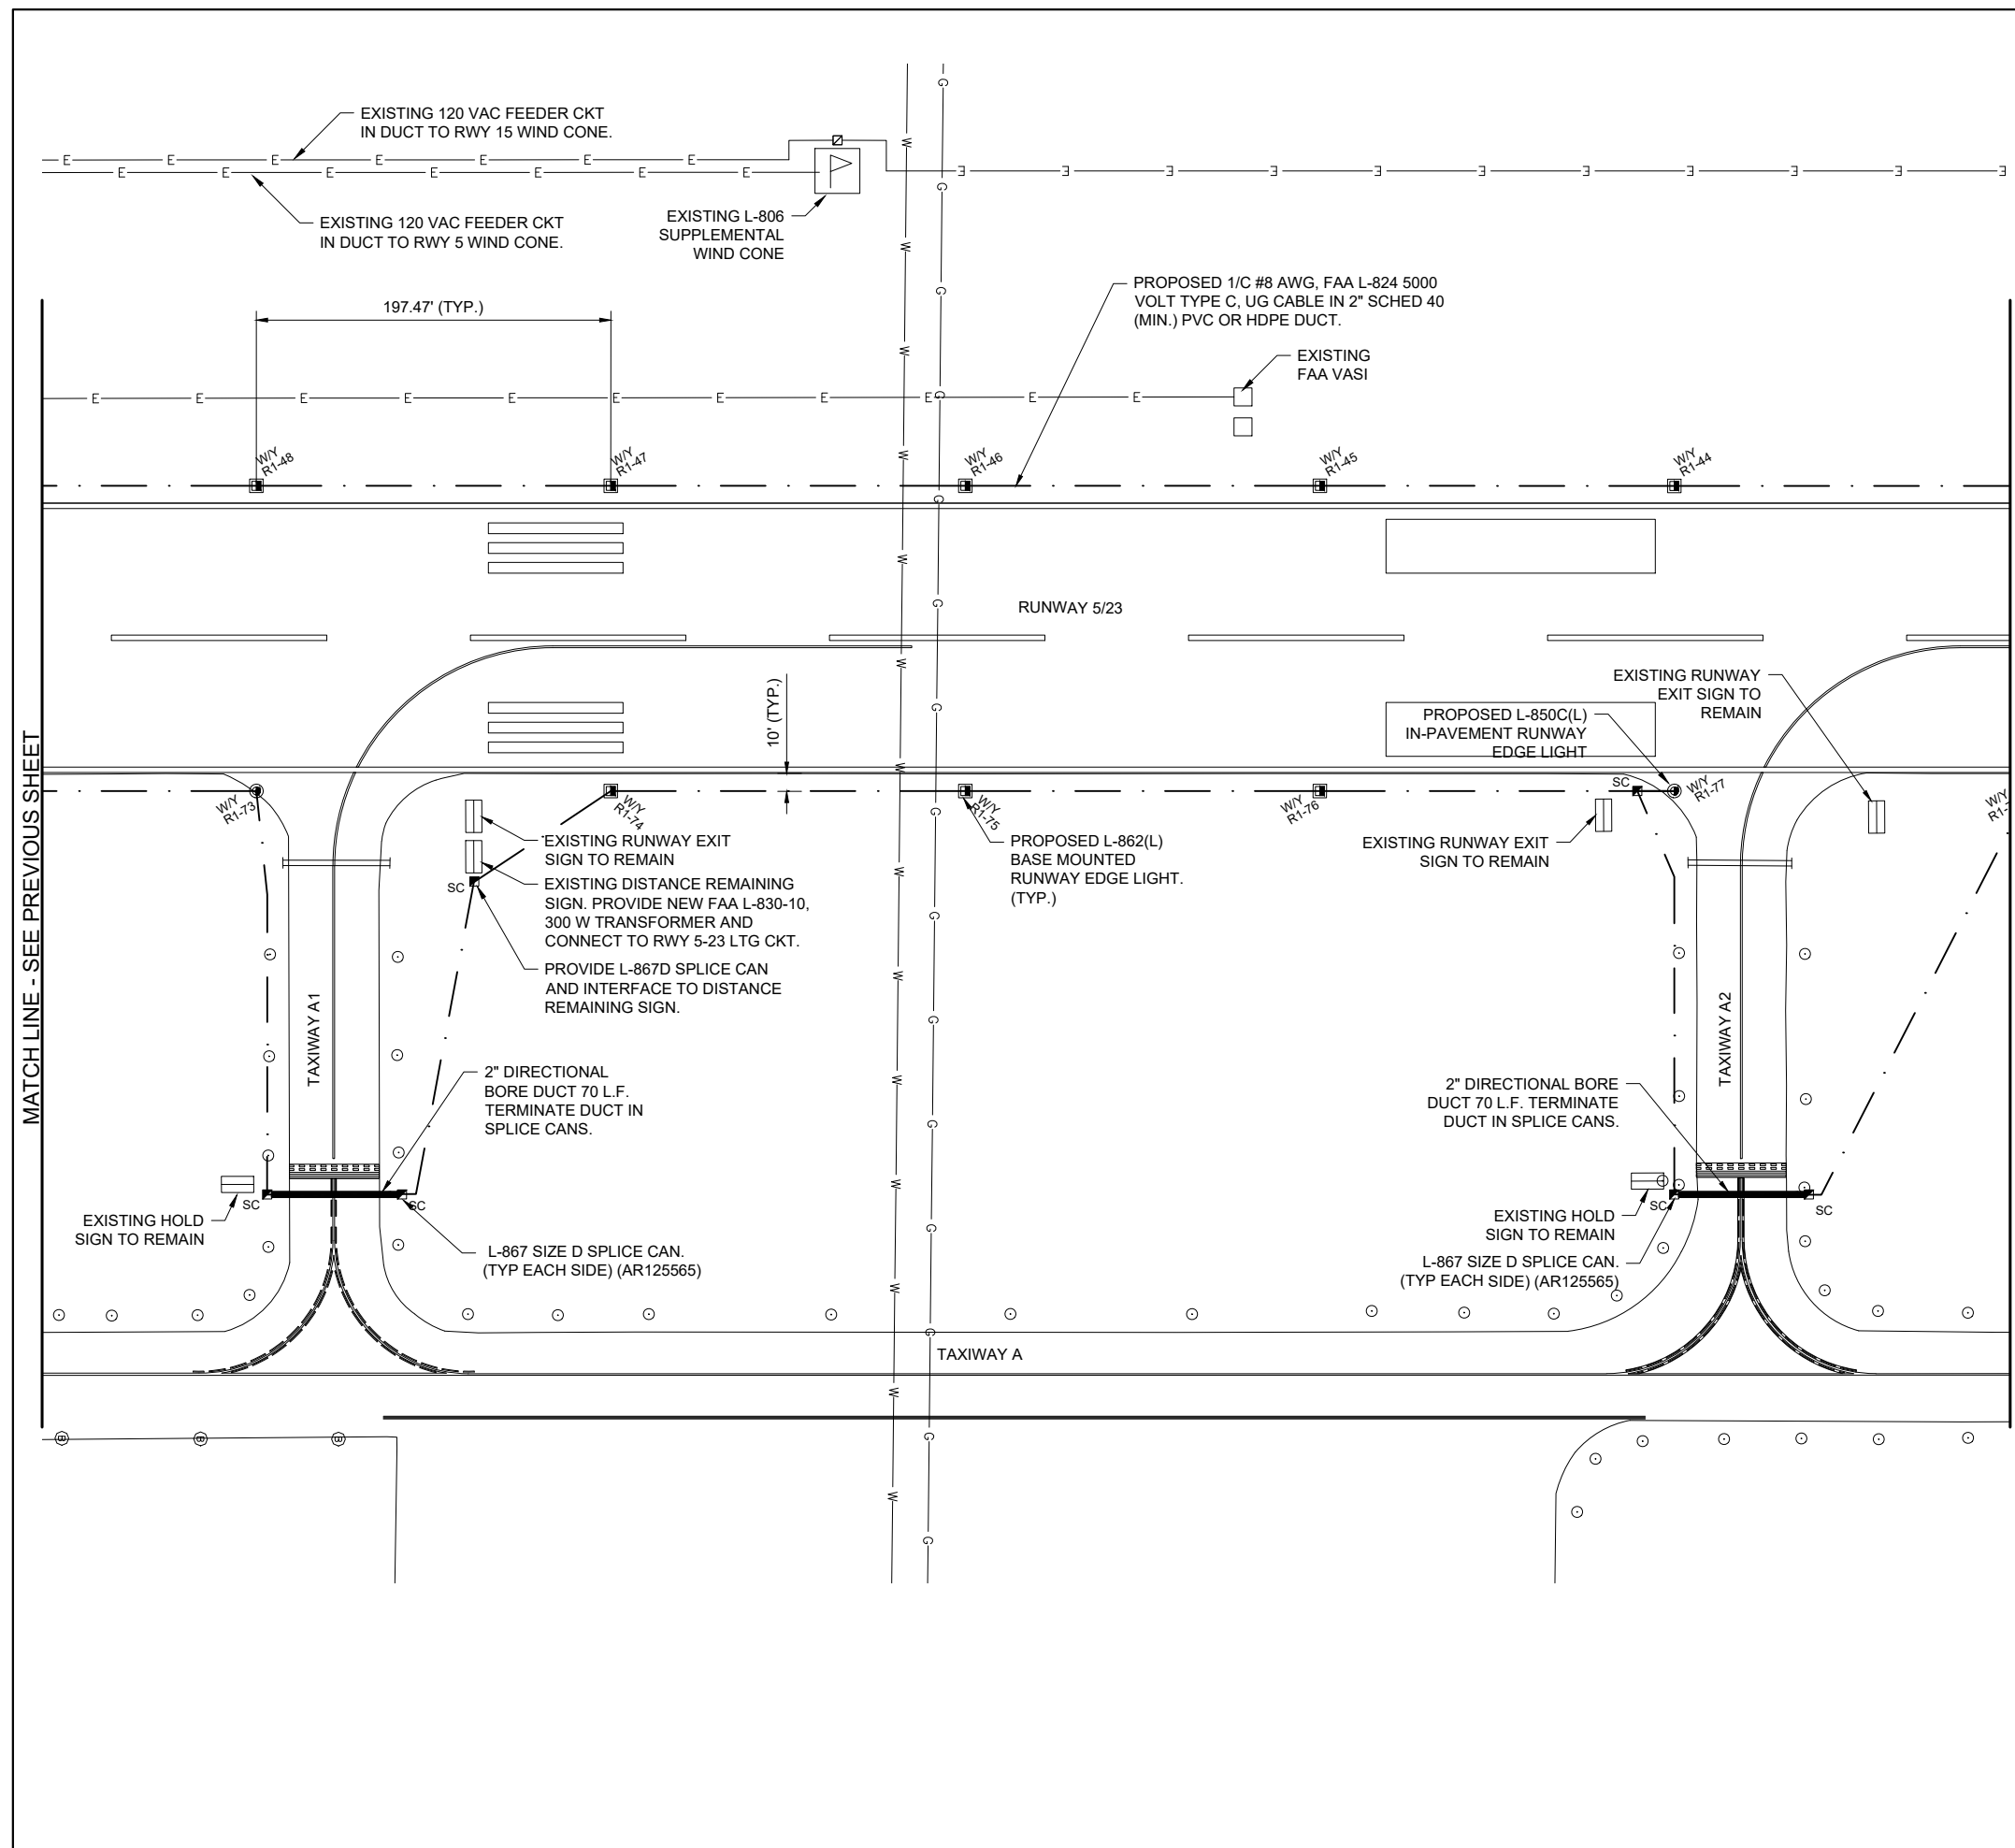 EXISTING 120 VAC FEEDER CKT
IN DUCT TO RWY 15 WIND CONE.
EXISTING 120 VAC FEEDER CKT
IN DUCT TO RWY 5 WIND CONE.
EXISTING L-806
SUPPLEMENTAL
WIND CONE
197.47' (TYP.)
PROPOSED 1/C #8 AWG, FAA L-824 5000
VOLT TYPE C, UG CABLE IN 2" SCHED 40
(MIN.) PVC OR HDPE DUCT.
EXISTING
FAA VASI
W/Y
R1-48
W/Y
R1-47
W/Y
R1-46
W/Y
R1-45
W/Y
R1-44
RUNWAY 5/23
10' (TYP.)
EXISTING RUNWAY
EXIT SIGN TO
REMAIN
PROPOSED L-850C(L)
IN-PAVEMENT RUNWAY
EDGE LIGHT
MATCH LINE - SEE PREVIOUS SHEET
W/Y
R1-73
W/Y
R1-74
W/Y
R1-75
W/Y
R1-76
SC
W/Y
R1-77
W/Y
R1-
EXISTING RUNWAY EXIT
SIGN TO REMAIN
SC
EXISTING DISTANCE REMAINING
SIGN. PROVIDE NEW FAA L-830-10,
300 W TRANSFORMER AND
CONNECT TO RWY 5-23 LTG CKT.
PROVIDE L-867D SPLICE CAN
AND INTERFACE TO DISTANCE
REMAINING SIGN.
PROPOSED L-862(L)
BASE MOUNTED
RUNWAY EDGE LIGHT.
(TYP.)
EXISTING RUNWAY EXIT
SIGN TO REMAIN
TAXIWAY A1
TAXIWAY A2
2" DIRECTIONAL
BORE DUCT 70 L.F.
TERMINATE DUCT IN
SPLICE CANS.
2" DIRECTIONAL BORE
DUCT 70 L.F. TERMINATE
DUCT IN SPLICE CANS.
SC
SC
EXISTING HOLD
SIGN TO REMAIN
L-867 SIZE D SPLICE CAN.
(TYP EACH SIDE) (AR125565)
SC
SC
EXISTING HOLD
SIGN TO REMAIN
L-867 SIZE D SPLICE CAN.
(TYP EACH SIDE) (AR125565)
TAXIWAY A